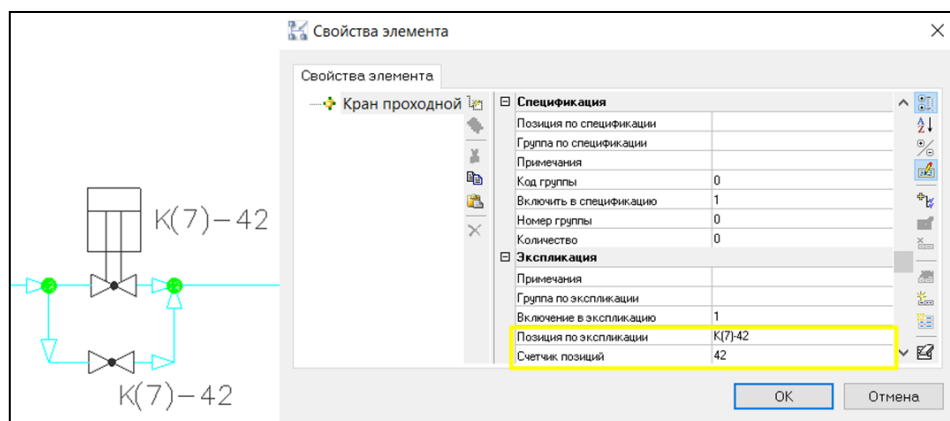 K(7)-42
K(7)-42
Свойства элемента
Свойства элемента
Кран проходной
Спецификация
Позиция по спецификации
Группа по спецификации
Примечания
Код группы 0
Включить в спецификацию 1
Номер группы 0
Количество 0
Экспликация
Примечания
Группа по экспликации
Включение в экспликацию 1
Позиция по экспликации К(7)-42
Счетчик позиций 42
ОК
Отмена